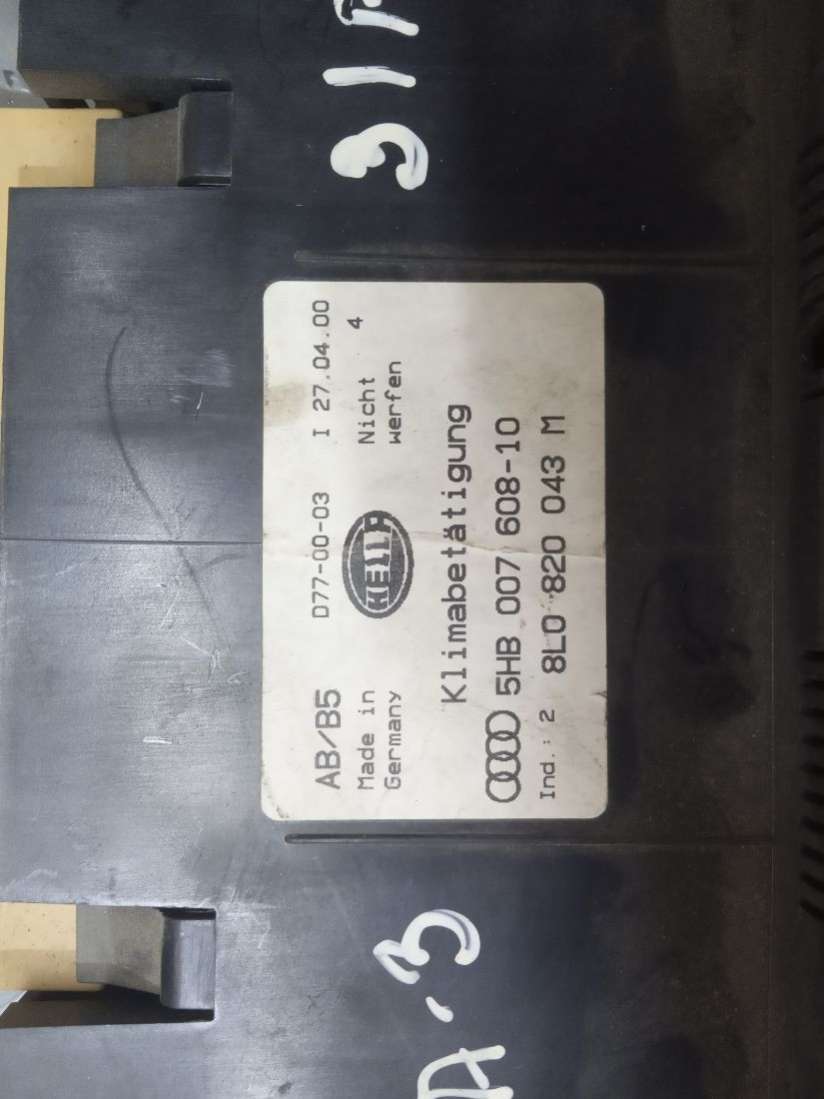 AB/B5 D77-00-03 I 27.04.00
Made in Germany
HELLA
Nicht werfen 4
Klimabetätigung
5HB 007 608-10
Ind.: 2 8L0 820 043 M
A-3